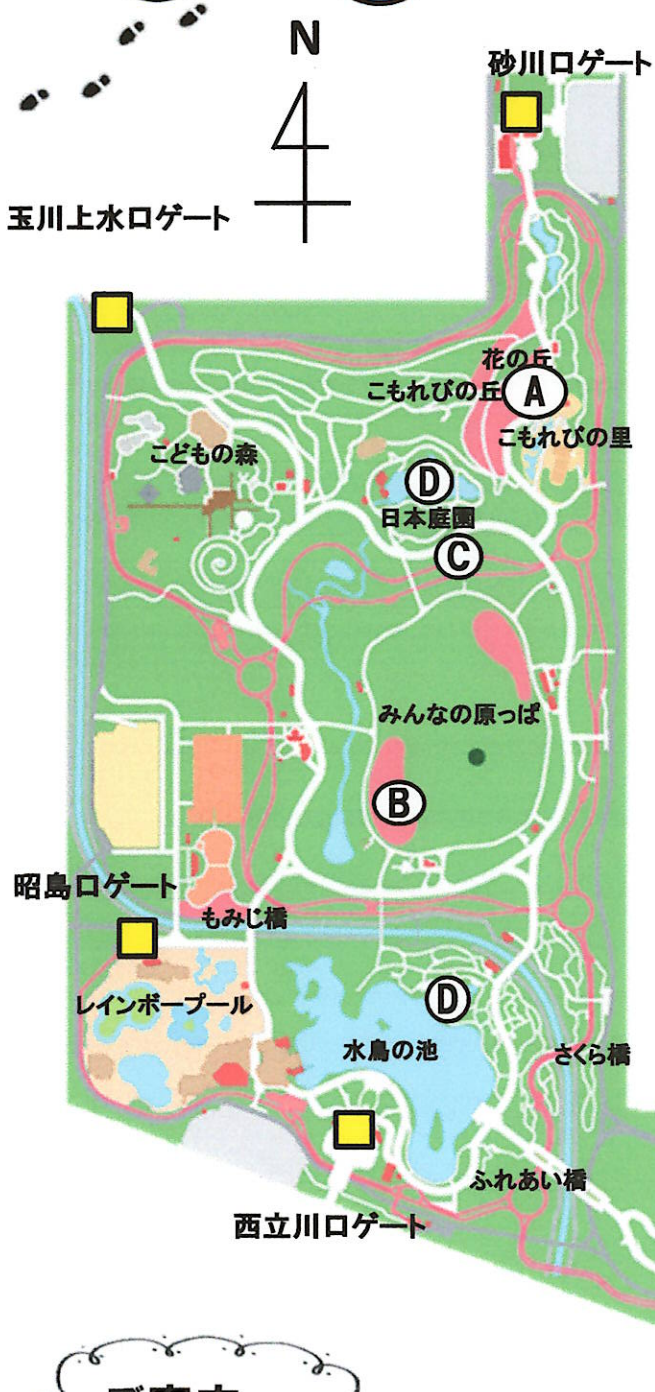 N
砂川口ゲート
玉川上水口ゲート
花の丘
こもれびの丘
A
こもれびの里
こどもの森
D
日本庭園
C
みんなの原っぱ
B
昭島口ゲート
もみじ橋
レインボープール
D
水鳥の池
さくら橋
ふれあい橋
西立川口ゲート